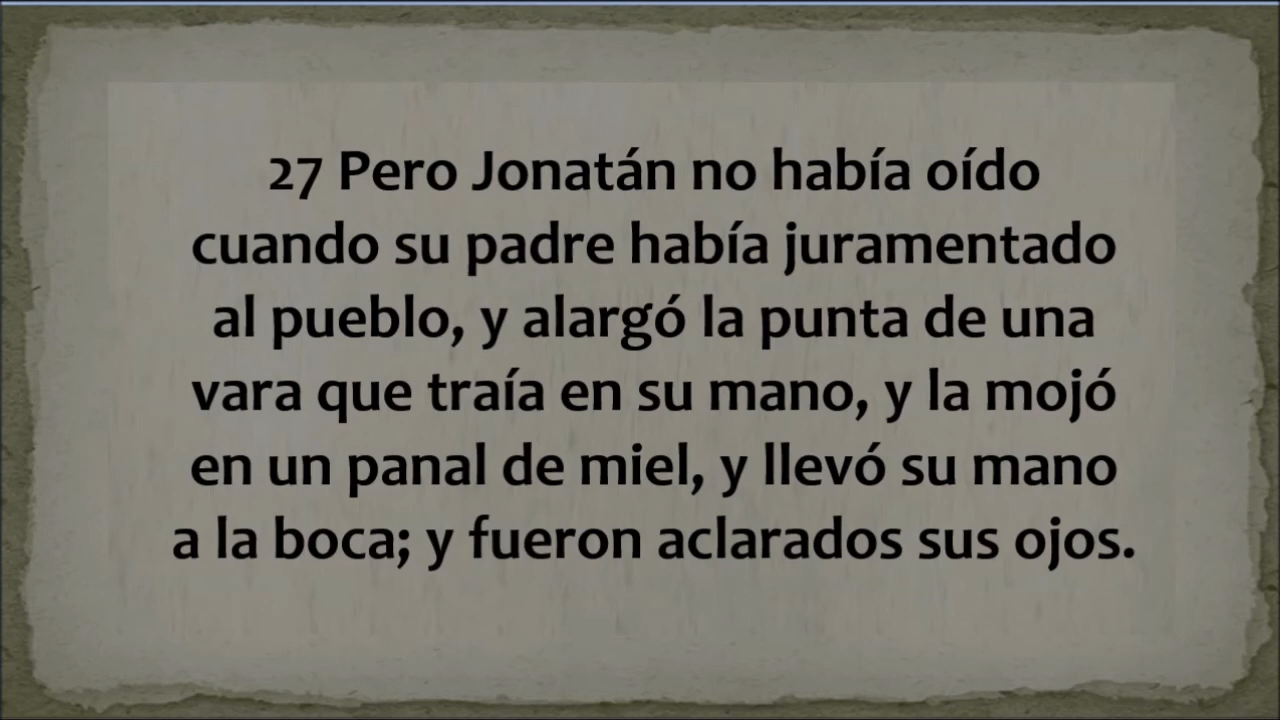 27 Pero Jonatán no había oído
cuando su padre había juramentado
al pueblo, y alargó la punta de una
vara que traía en su mano, y la mojó
en un panal de miel, y llevó su mano
a la boca; y fueron aclarados sus ojos.